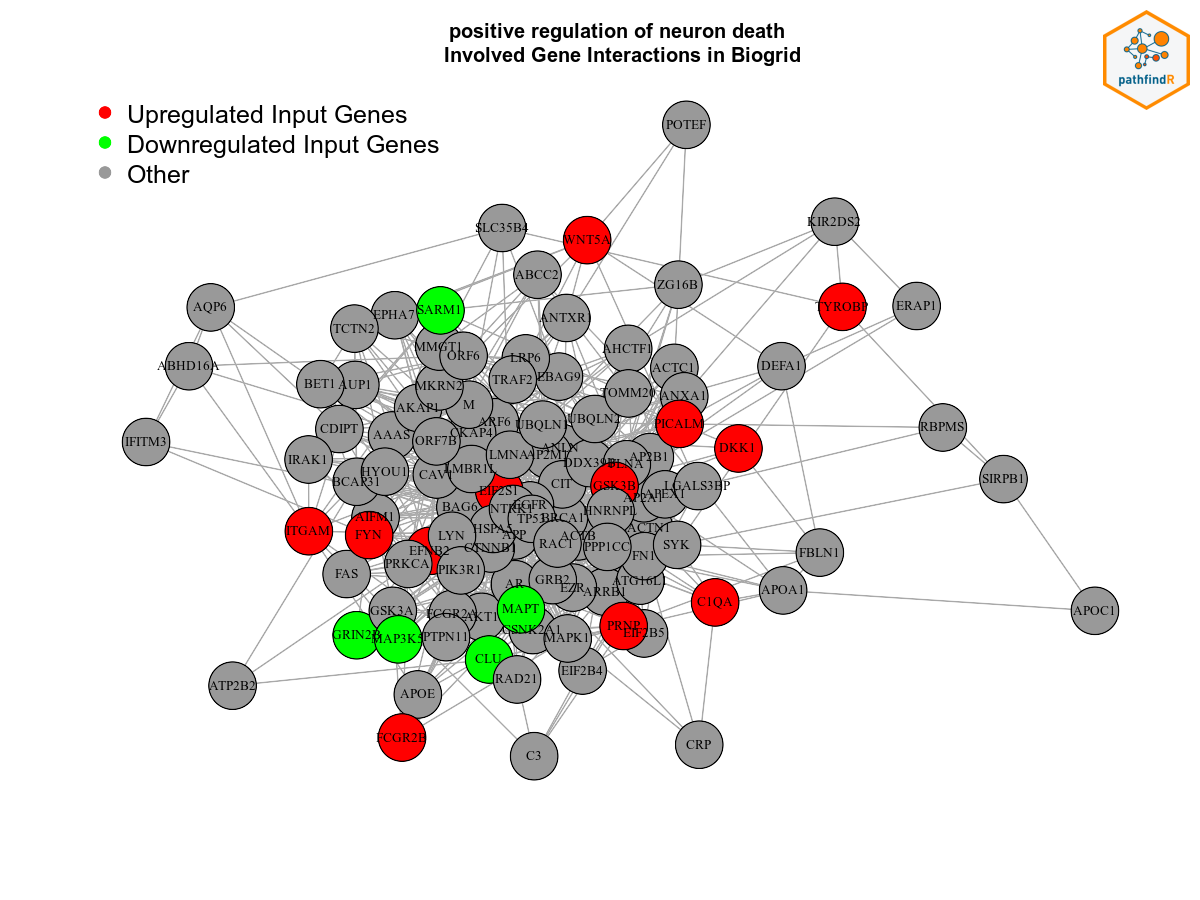 positive regulation of neuron death
Involved Gene Interactions in Biogrid
pathfindR
Upregulated Input Genes
Downregulated Input Genes
Other
POTEF
KIR2DS2
SLC35B4
WNT5A
ABCC2
ZG16B
AQP6
EPHA7
SARM1
TYROBP
ERAP1
TCTN2
ANTXR1
MMGT1
ORF6
LRP6
AHCTF1
ABHD16A
ACTC1
DEFA1
BET1
AUP1
MKRN2
TRAF2
EBAG9
TOMM20
ANXA1
AKAP1
M
ARF6
UBQLN1
UBQLN2
PICALM
RBPMS
CDIPT
AAAS
CKAP4
IFITM3
ORF7B
DKK1
IRAK1
LMNA
AP2M1
AP2B1
HYOU1
LMBR1L
DDX39B
CAV1
BCAP31
CIT
GSK3B
LGALS3BP
SIRPB1
EIF2S1
AP2A1
APEX1
BAG6
NTRK1
EGFR
HNRNPL
AIFM1
TP53
BRCA1
ITGAM
FYN
LYN
HSPA5
APP
ACTB
ACTN1
EFNB2
CTNNB1
RAC1
PPP1CC
SYK
FN1
FBLN1
PRKCA
PIK3R1
FAS
AR
GRB2
EZR
ARRB1
ATG16L1
APOA1
C1QA
GSK3A
FCGR2A
AKT1
MAPT
APOC1
GRIN2B
MAP3K5
PTPN11
CSNK2A1
MAPK1
PRNP
EIF2B5
CLU
RAD21
EIF2B4
ATP2B2
APOE
FCGR2B
C3
CRP